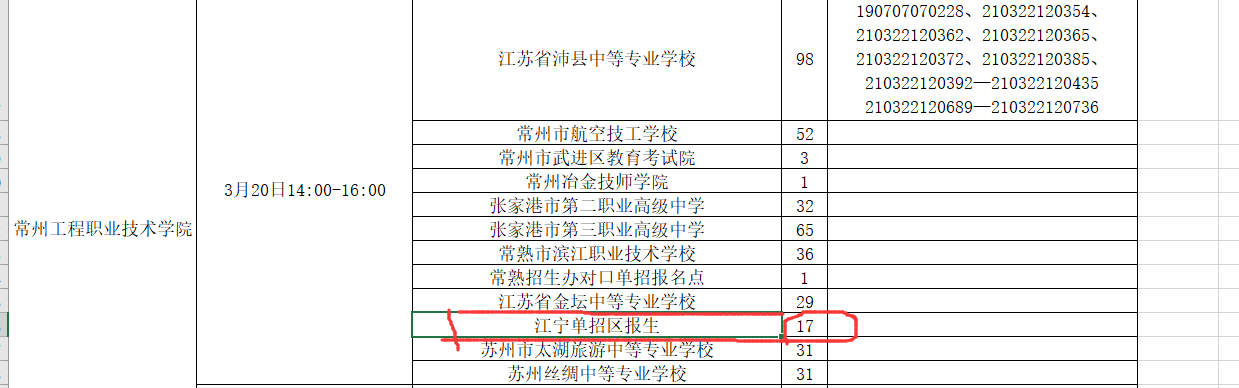 190707070228、210322120354、
210322120362、210322120365、
江苏省沛县中等专业学校 98 210322120372、210322120385、
210322120392—210322120435
210322120689—210322120736
常州市航空技工学校 52
常州市武进区教育考试院 3
常州冶金技师学院 1
3月20日14:00-16:00
张家港市第二职业高级中学 32
常州工程职业技术学院
张家港市第三职业高级中学 65
常熟市滨江职业技术学校 36
常熟招生办对口单招报名点 1
江苏省金坛中等专业学校 29
江宁单招区报生 17
苏州市太湖旅游中等专业学校 31
苏州丝绸中等专业学校 31